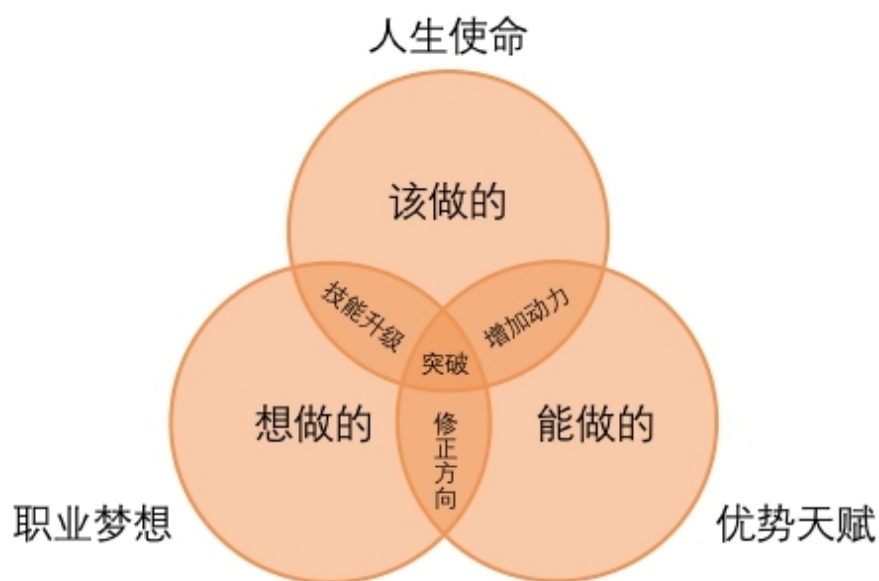 人生使命
该做的
技能升级
增加动力
突破
想做的
修正方向
能做的
职业梦想
优势天赋